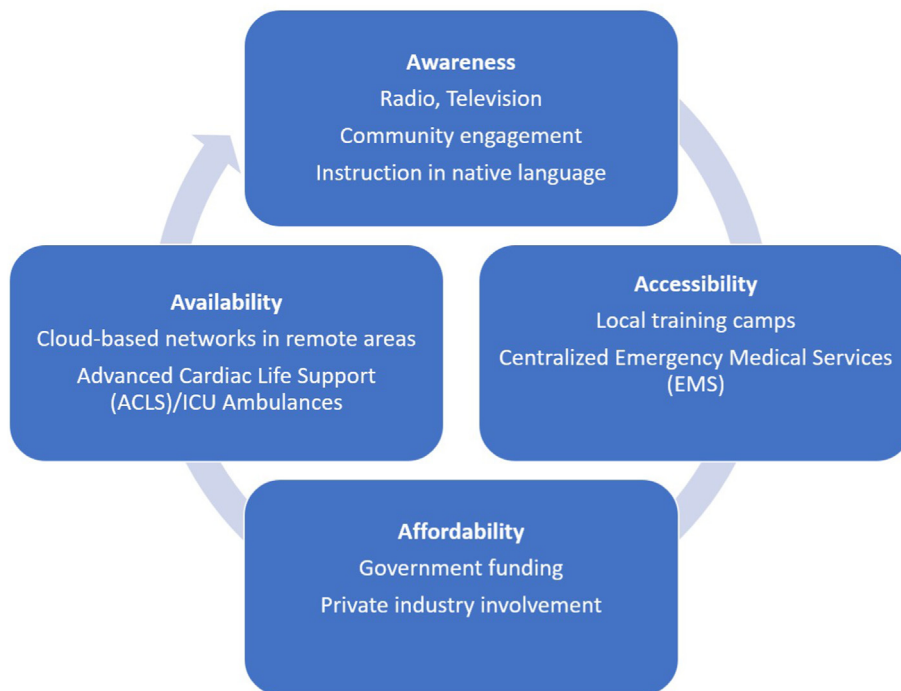 Awareness
Radio, Television
Community engagement
Instruction in native language
Accessibility
Local training camps
Centralized Emergency Medical Services
(EMS)
Affordability
Government funding
Private industry involvement
Availability
Cloud-based networks in remote areas
Advanced Cardiac Life Support
(ACLS)/ICU Ambulances